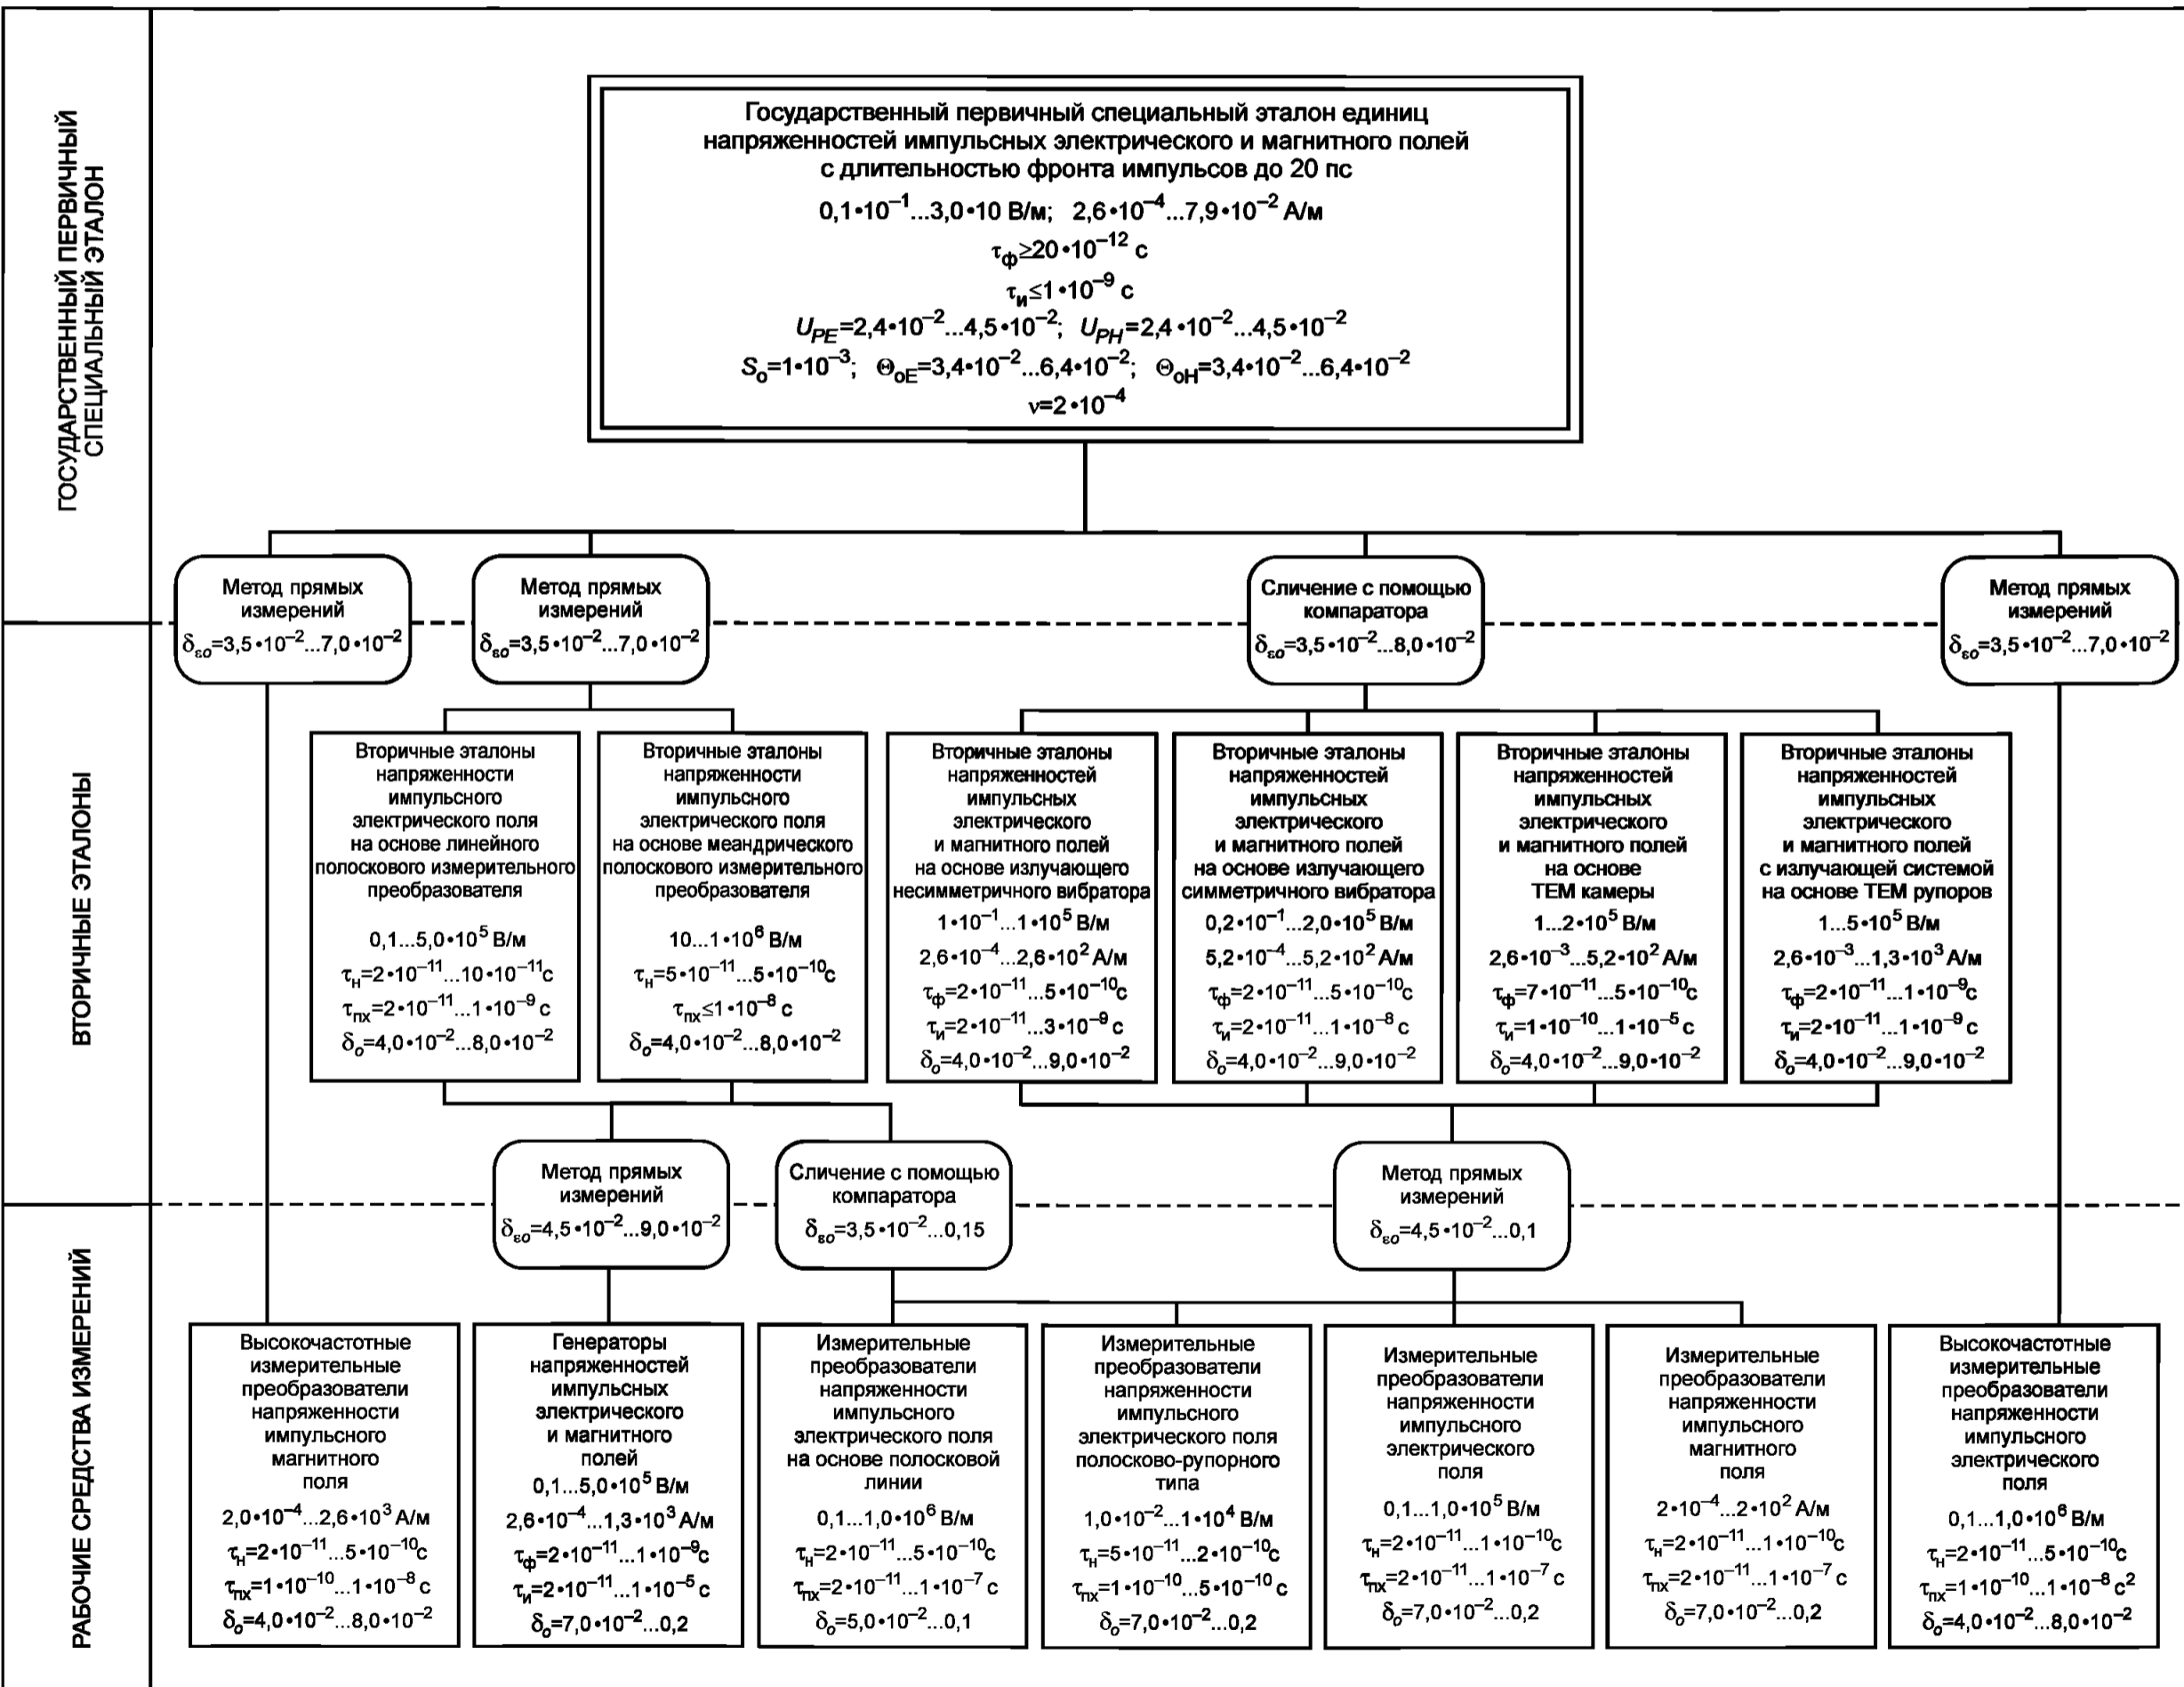 ГОСУДАРСТВЕННЫЙ ПЕРВИЧНЫЙ
СПЕЦИАЛЬНЫЙ ЭТАЛОН
Государственный первичный специальный эталон единиц
напряженностей импульсных электрического и магнитного полей
с длительностью фронта импульсов до 20 пс
0,1•10⁻¹...3,0•10 В/м; 2,6•10⁻⁴...7,9•10⁻² А/м
τф≥20•10⁻¹² с
τи≤1•10⁻⁹ с
U_PE=2,4•10⁻²...4,5•10⁻²; U_PH=2,4•10⁻²...4,5•10⁻²
Sо=1•10⁻³; ΘоЕ=3,4•10⁻²...6,4•10⁻²; ΘоН=3,4•10⁻²...6,4•10⁻²
ν=2•10⁻⁴
Метод прямых
измерений
δεо=3,5•10⁻²...7,0•10⁻²
Метод прямых
измерений
δεо=3,5•10⁻²...7,0•10⁻²
Сличение с помощью
компаратора
δεо=3,5•10⁻²...8,0•10⁻²
Метод прямых
измерений
δεо=3,5•10⁻²...7,0•10⁻²
ВТОРИЧНЫЕ ЭТАЛОНЫ
Вторичные эталоны
напряженности
импульсного
электрического поля
на основе линейного
полоскового измерительного
преобразователя
0,1...5,0•10⁵ В/м
τн=2•10⁻¹¹...10•10⁻¹¹с
τпх=2•10⁻¹¹...1•10⁻⁹ с
δо=4,0•10⁻²...8,0•10⁻²
Вторичные эталоны
напряженности
импульсного
электрического поля
на основе меандрического
полоскового измерительного
преобразователя
10...1•10⁶ В/м
τн=5•10⁻¹¹...5•10⁻¹⁰с
τпх≤1•10⁻⁸ с
δо=4,0•10⁻²...8,0•10⁻²
Вторичные эталоны
напряженностей
импульсных
электрического
и магнитного полей
на основе излучающего
несимметричного вибратора
1•10⁻¹...1•10⁵ В/м
2,6•10⁻⁴...2,6•10² А/м
τф=2•10⁻¹¹...5•10⁻¹⁰с
τи=2•10⁻¹¹...3•10⁻⁹ с
δо=4,0•10⁻²...9,0•10⁻²
Вторичные эталоны
напряженностей
импульсных
электрического
и магнитного полей
на основе излучающего
симметричного вибратора
0,2•10⁻¹...2,0•10⁵ В/м
5,2•10⁻⁴...5,2•10² А/м
τф=2•10⁻¹¹...5•10⁻¹⁰с
τи=2•10⁻¹¹...1•10⁻⁸ с
δо=4,0•10⁻²...9,0•10⁻²
Вторичные эталоны
напряженностей
импульсных
электрического
и магнитного полей
на основе
ТЕМ камеры
1...2•10⁵ В/м
2,6•10⁻³...5,2•10² А/м
τф=7•10⁻¹¹...5•10⁻¹⁰с
τи=1•10⁻¹⁰...1•10⁻⁵ с
δо=4,0•10⁻²...9,0•10⁻²
Вторичные эталоны
напряженностей
импульсных
электрического
и магнитного полей
с излучающей системой
на основе ТЕМ рупоров
1...5•10⁵ В/м
2,6•10⁻³...1,3•10³ А/м
τф=2•10⁻¹¹...1•10⁻⁹с
τи=2•10⁻¹¹...1•10⁻⁹ с
δо=4,0•10⁻²...9,0•10⁻²
Метод прямых
измерений
δεо=4,5•10⁻²...9,0•10⁻²
Сличение с помощью
компаратора
δεо=3,5•10⁻²...0,15
Метод прямых
измерений
δεо=4,5•10⁻²...0,1
РАБОЧИЕ СРЕДСТВА ИЗМЕРЕНИЙ
Высокочастотные
измерительные
преобразователи
напряженности
импульсного
магнитного
поля
2,0•10⁻⁴...2,6•10³ А/м
τн=2•10⁻¹¹...5•10⁻¹⁰с
τпх=1•10⁻¹⁰...1•10⁻⁸ с
δо=4,0•10⁻²...8,0•10⁻²
Генераторы
напряженностей
импульсных
электрического
и магнитного
полей
0,1...5,0•10⁵ В/м
2,6•10⁻⁴...1,3•10³ А/м
τф=2•10⁻¹¹...1•10⁻⁹с
τи=2•10⁻¹¹...1•10⁻⁵ с
δо=7,0•10⁻²...0,2
Измерительные
преобразователи
напряженности
импульсного
электрического поля
на основе полосковой
линии
0,1...1,0•10⁶ В/м
τн=2•10⁻¹¹...5•10⁻¹⁰с
τпх=2•10⁻¹¹...1•10⁻⁷ с
δо=5,0•10⁻²...0,1
Измерительные
преобразователи
напряженности
импульсного
электрического поля
полосково-рупорного
типа
1,0•10⁻²...1•10⁴ В/м
τн=5•10⁻¹¹...2•10⁻¹⁰с
τпх=1•10⁻¹⁰...5•10⁻¹⁰ с
δо=7,0•10⁻²...0,2
Измерительные
преобразователи
напряженности
импульсного
электрического
поля
0,1...1,0•10⁵ В/м
τн=2•10⁻¹¹...1•10⁻¹⁰с
τпх=2•10⁻¹¹...1•10⁻⁷ с
δо=7,0•10⁻²...0,2
Измерительные
преобразователи
напряженности
импульсного
магнитного
поля
2•10⁻⁴...2•10² А/м
τн=2•10⁻¹¹...1•10⁻¹⁰с
τпх=2•10⁻¹¹...1•10⁻⁷ с
δо=7,0•10⁻²...0,2
Высокочастотные
измерительные
преобразователи
напряженности
импульсного
электрического
поля
0,1...1,0•10⁶ В/м
τн=2•10⁻¹¹...5•10⁻¹⁰с
τпх=1•10⁻¹⁰...1•10⁻⁸ с²
δо=4,0•10⁻²...8,0•10⁻²